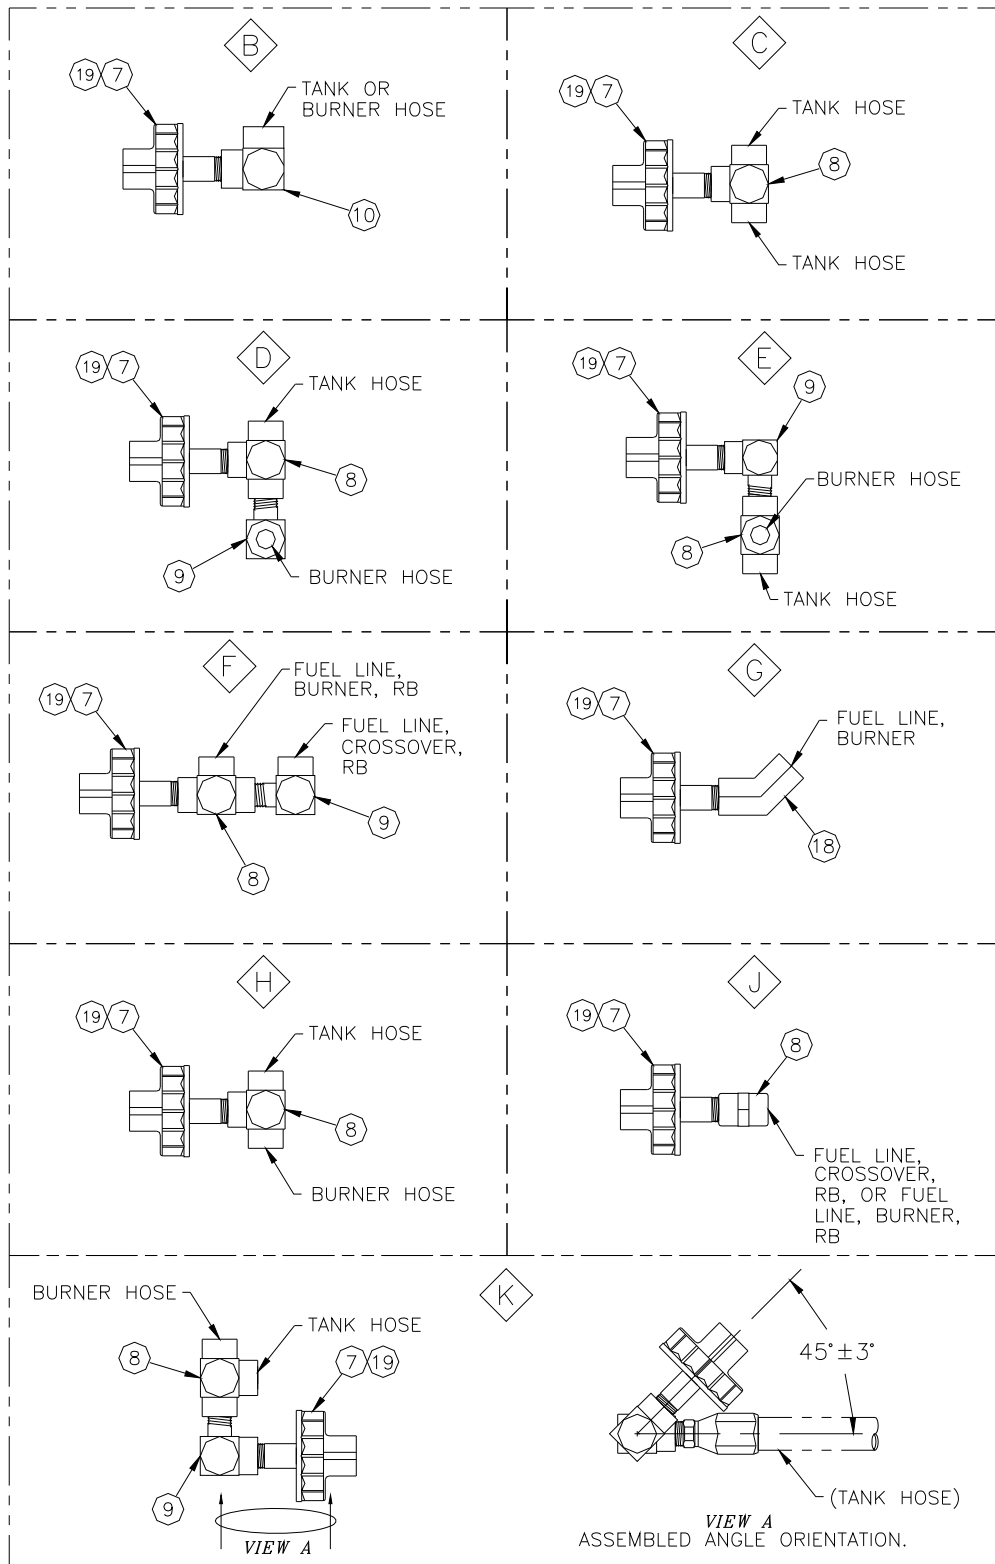 B
19 7
TANK OR
BURNER HOSE
10
C
19 7
TANK HOSE
8
TANK HOSE
D
19 7
TANK HOSE
8
9
BURNER HOSE
E
19 7
9
BURNER HOSE
8
TANK HOSE
F
19 7
FUEL LINE,
BURNER, RB
FUEL LINE,
CROSSOVER,
RB
9
8
G
19 7
FUEL LINE,
BURNER
18
H
19 7
TANK HOSE
8
BURNER HOSE
J
19 7
8
FUEL LINE,
CROSSOVER,
RB, OR FUEL
LINE, BURNER,
RB
K
BURNER HOSE
TANK HOSE
8
7 19
9
VIEW A
45°±3°
(TANK HOSE)
VIEW A
ASSEMBLED ANGLE ORIENTATION.